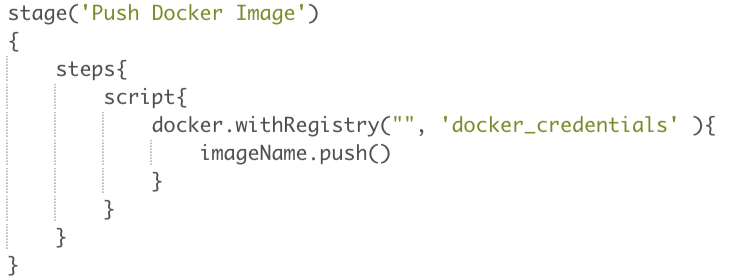 stage('Push Docker Image')
{
    steps{
        script{
            docker.withRegistry("", 'docker_credentials' ){
                imageName.push()
            }
        }
    }
}